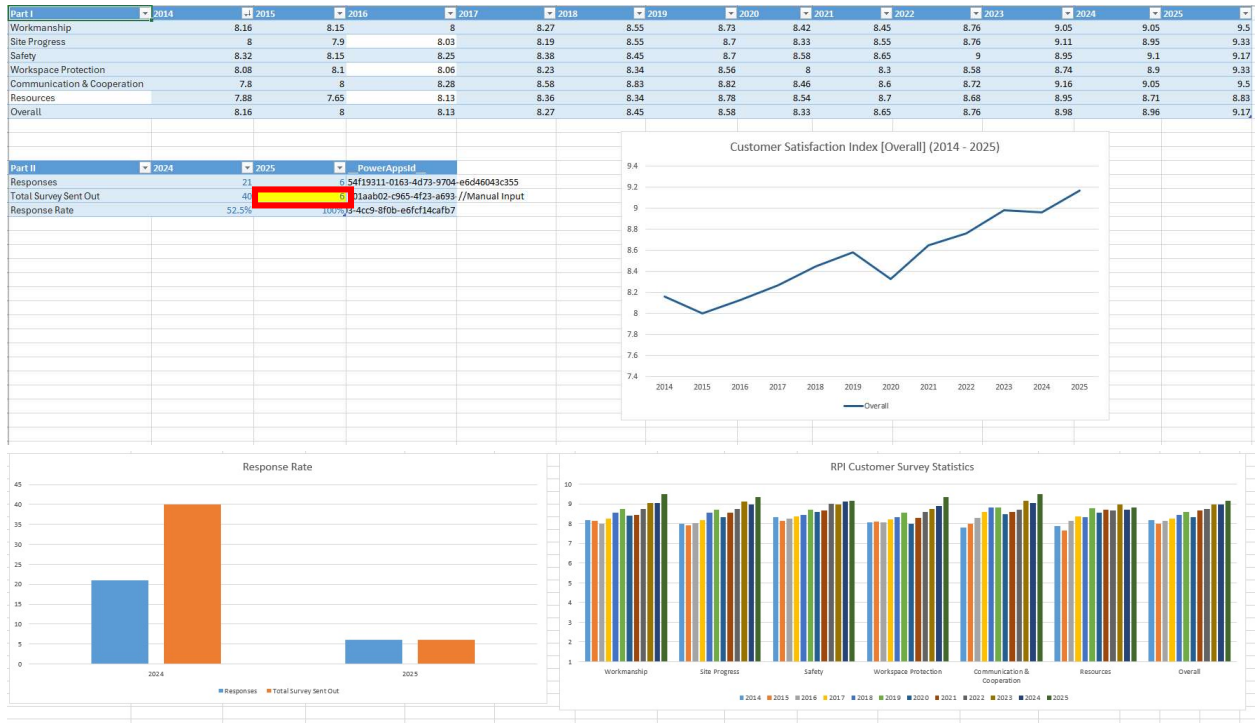 Part I 2014 2015 2016 2017 2018 2019 2020 2021 2022 2023 2024 2025
Workmanship 8.16 8.15 8 8.27 8.55 8.73 8.42 8.45 8.76 9.05 9.05 9.5
Site Progress 8 7.9 8.03 8.19 8.55 8.7 8.33 8.55 8.76 9.11 8.95 9.33
Safety 8.32 8.15 8.25 8.38 8.45 8.7 8.58 8.65 9 8.95 9.1 9.17
Workspace Protection 8.08 8.1 8.06 8.23 8.34 8.56 8 8.3 8.58 8.74 8.9 9.33
Communication & Cooperation 7.8 8 8.28 8.58 8.83 8.82 8.46 8.6 8.72 9.16 9.05 9.5
Resources 7.88 7.65 8.13 8.36 8.34 8.78 8.54 8.7 8.68 8.95 8.71 8.83
Overall 8.16 8 8.13 8.27 8.45 8.58 8.33 8.65 8.76 8.98 8.96 9.17
Part II 2024 2025 __PowerAppsId__
Responses 21 6 54f19311-0163-4d73-9704-e6d46043c355
Total Survey Sent Out 40 6 01aab02-c965-4f23-a693- //Manual Input
Response Rate 52.5% 100% 3-4cc9-8f0b-e6fcf14cafb7
Customer Satisfaction Index [Overall] (2014 - 2025)
9.4
9.2
9
8.8
8.6
8.4
8.2
8
7.8
7.6
7.4
2014 2015 2016 2017 2018 2019 2020 2021 2022 2023 2024 2025
Overall
Response Rate
45
40
35
30
25
20
15
10
5
0
2024 2025
Responses Total Survey Sent Out
RPI Customer Survey Statistics
10
9
8
7
6
5
4
3
2
1
Workmanship Site Progress Safety Workspace Protection Communication & Cooperation Resources Overall
2014 2015 2016 2017 2018 2019 2020 2021 2022 2023 2024 2025